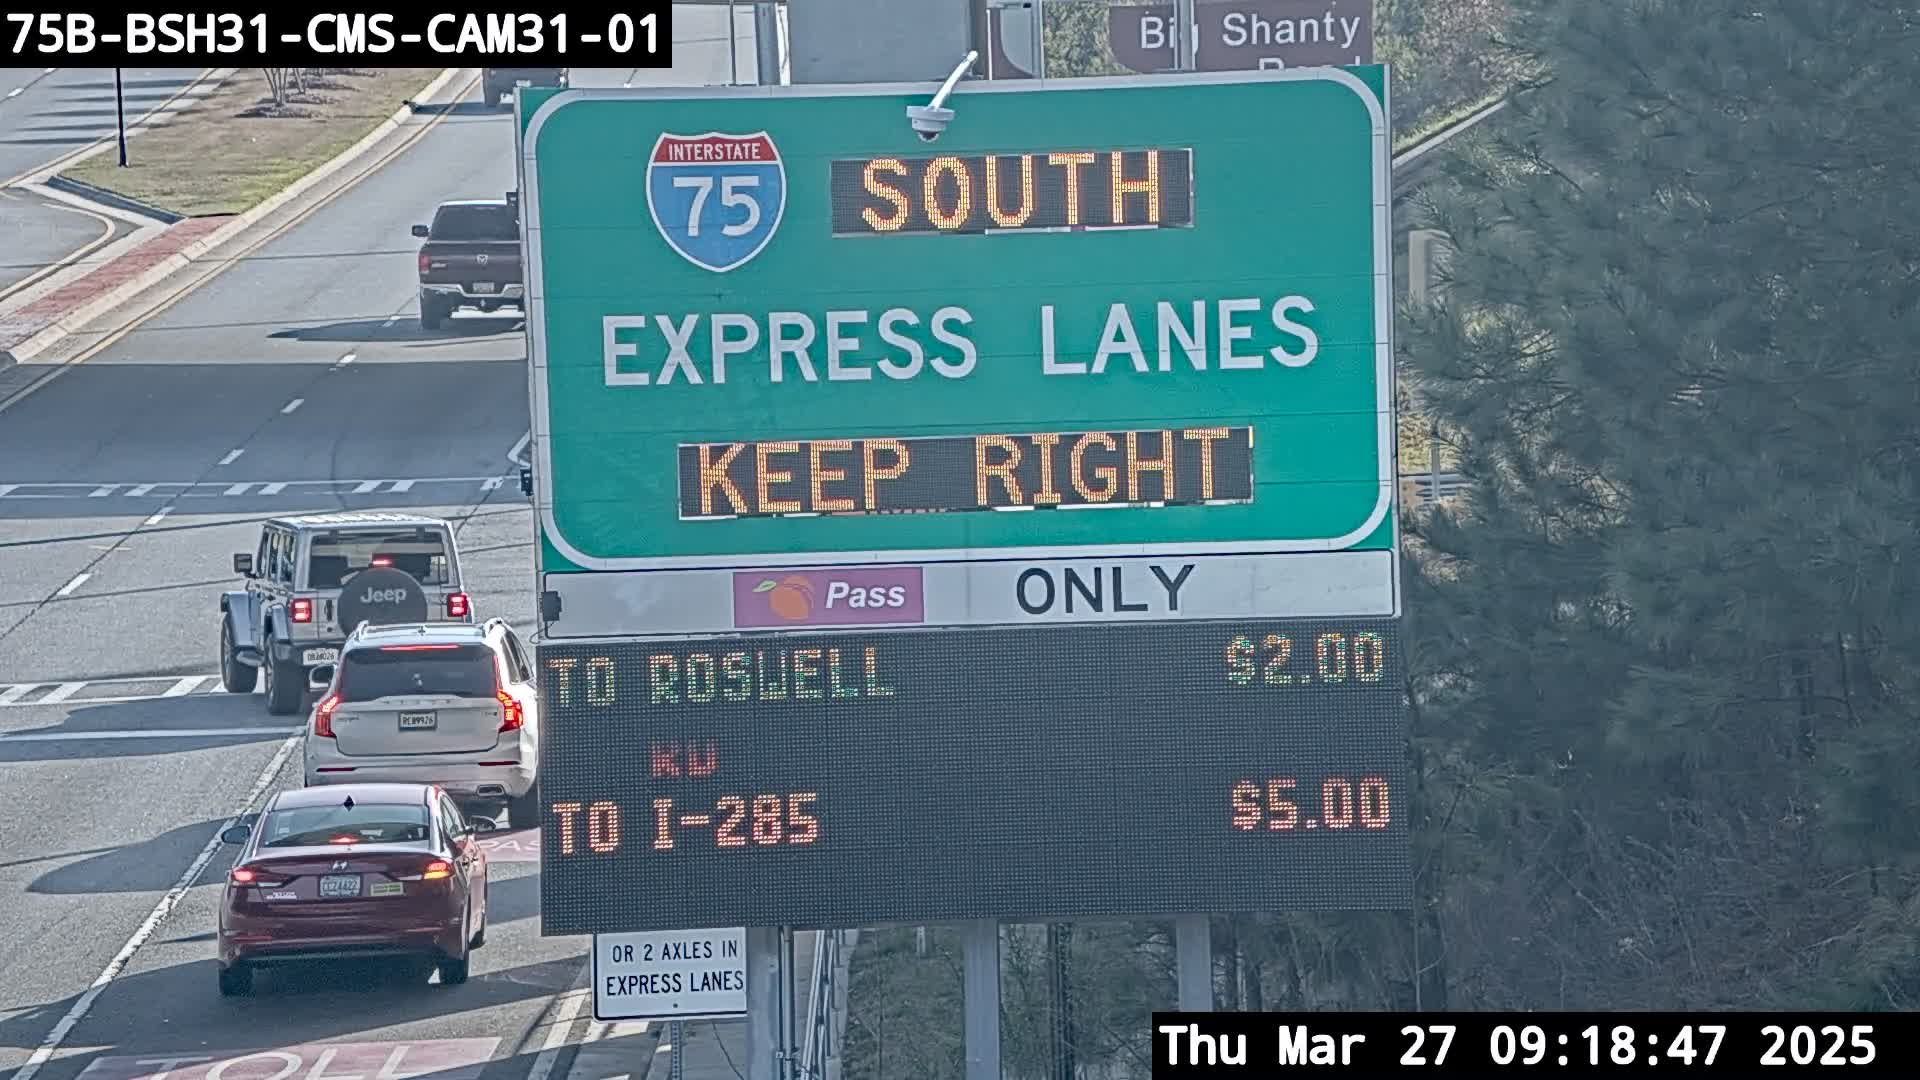 75B-BSH31-CMS-CAM31-01
Big Shanty
Road
INTERSTATE
75
SOUTH
EXPRESS LANES
KEEP RIGHT
Pass ONLY
TO ROSWELL $2.00
RD
TO I-285 $5.00
Jeep
OR 2 AXLES IN
EXPRESS LANES
TOLL
Thu Mar 27 09:18:47 2025